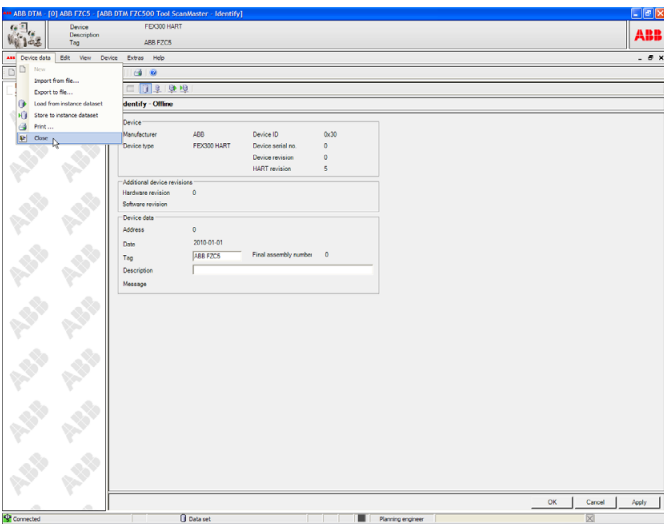 ABB DTM - [0] ABB FZC5 - [ABB DTM FZC500 Tool ScanMaster - Identify]
Device FEX300 HART
Description
Tag ABB FZC5
ABB
Device data Edit View Device Extras Help
New
Import from file...
Export to file...
Load from instance dataset
Store to instance dataset
Print ...
Close
Identify - Offline
Device
Manufacturer ABB Device ID 0x30
Device type FEX300 HART Device serial no. 0
Device revision 0
HART revision 5
Additional device revisions
Hardware revision 0
Software revision
Device data
Address 0
Date 2010-01-01
Tag ABB FZC5 Final assembly number 0
Description
Message
OK Cancel Apply
Connected Data set Planning engineer